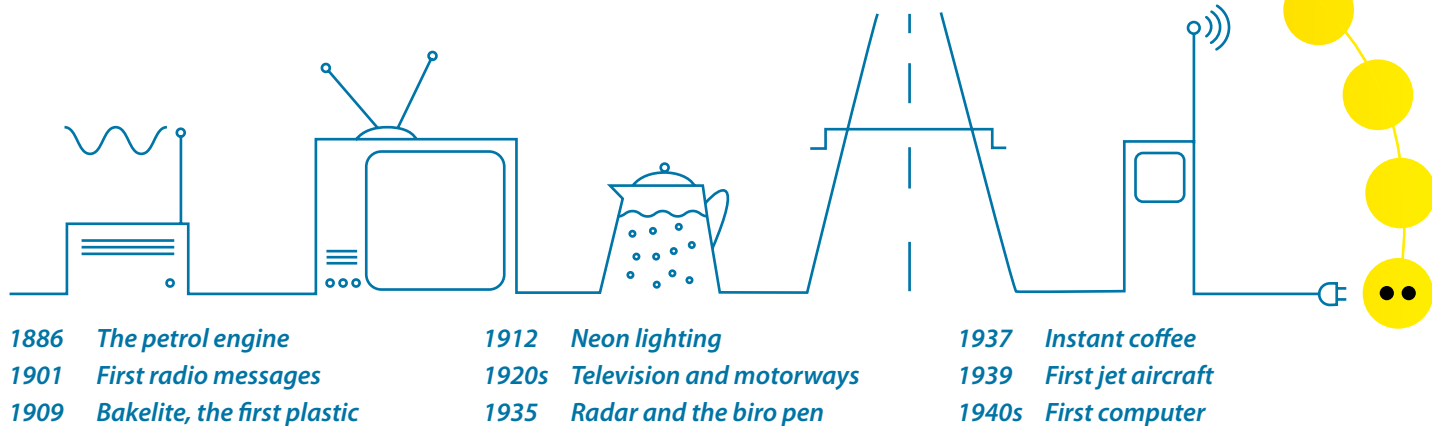 1886 The petrol engine
1901 First radio messages
1909 Bakelite, the first plastic
1912 Neon lighting
1920s Television and motorways
1935 Radar and the biro pen
1937 Instant coffee
1939 First jet aircraft
1940s First computer